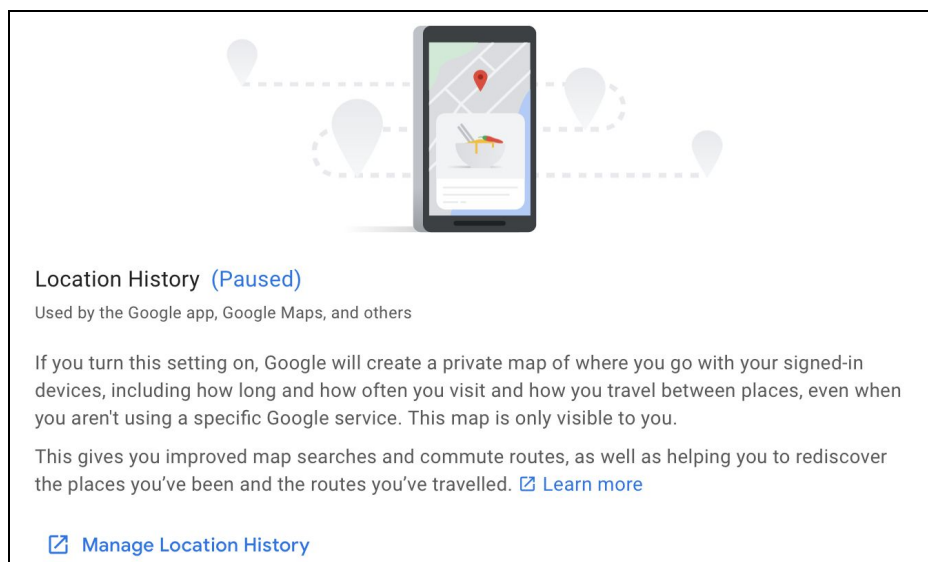 Location History (Paused)
Used by the Google app, Google Maps, and others
If you turn this setting on, Google will create a private map of where you go with your signed-in
devices, including how long and how often you visit and how you travel between places, even when
you aren't using a specific Google service. This map is only visible to you.
This gives you improved map searches and commute routes, as well as helping you to rediscover
the places you’ve been and the routes you’ve travelled. Learn more
Manage Location History